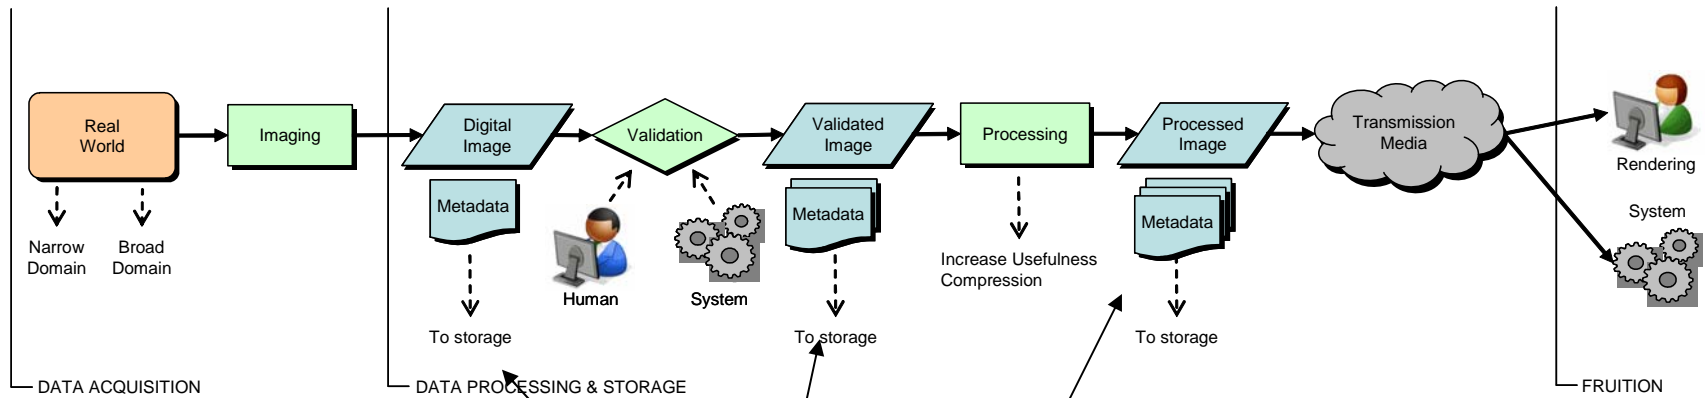 Real
World
Imaging
Digital
Image
Validation
Validated
Image
Processing
Processed
Image
Transmission
Media
Rendering
Metadata
Metadata
Metadata
System
Narrow
Domain
Broad
Domain
Increase Usefulness
Compression
Human
System
To storage
To storage
To storage
DATA ACQUISITION
DATA PROCESSING & STORAGE
FRUITION